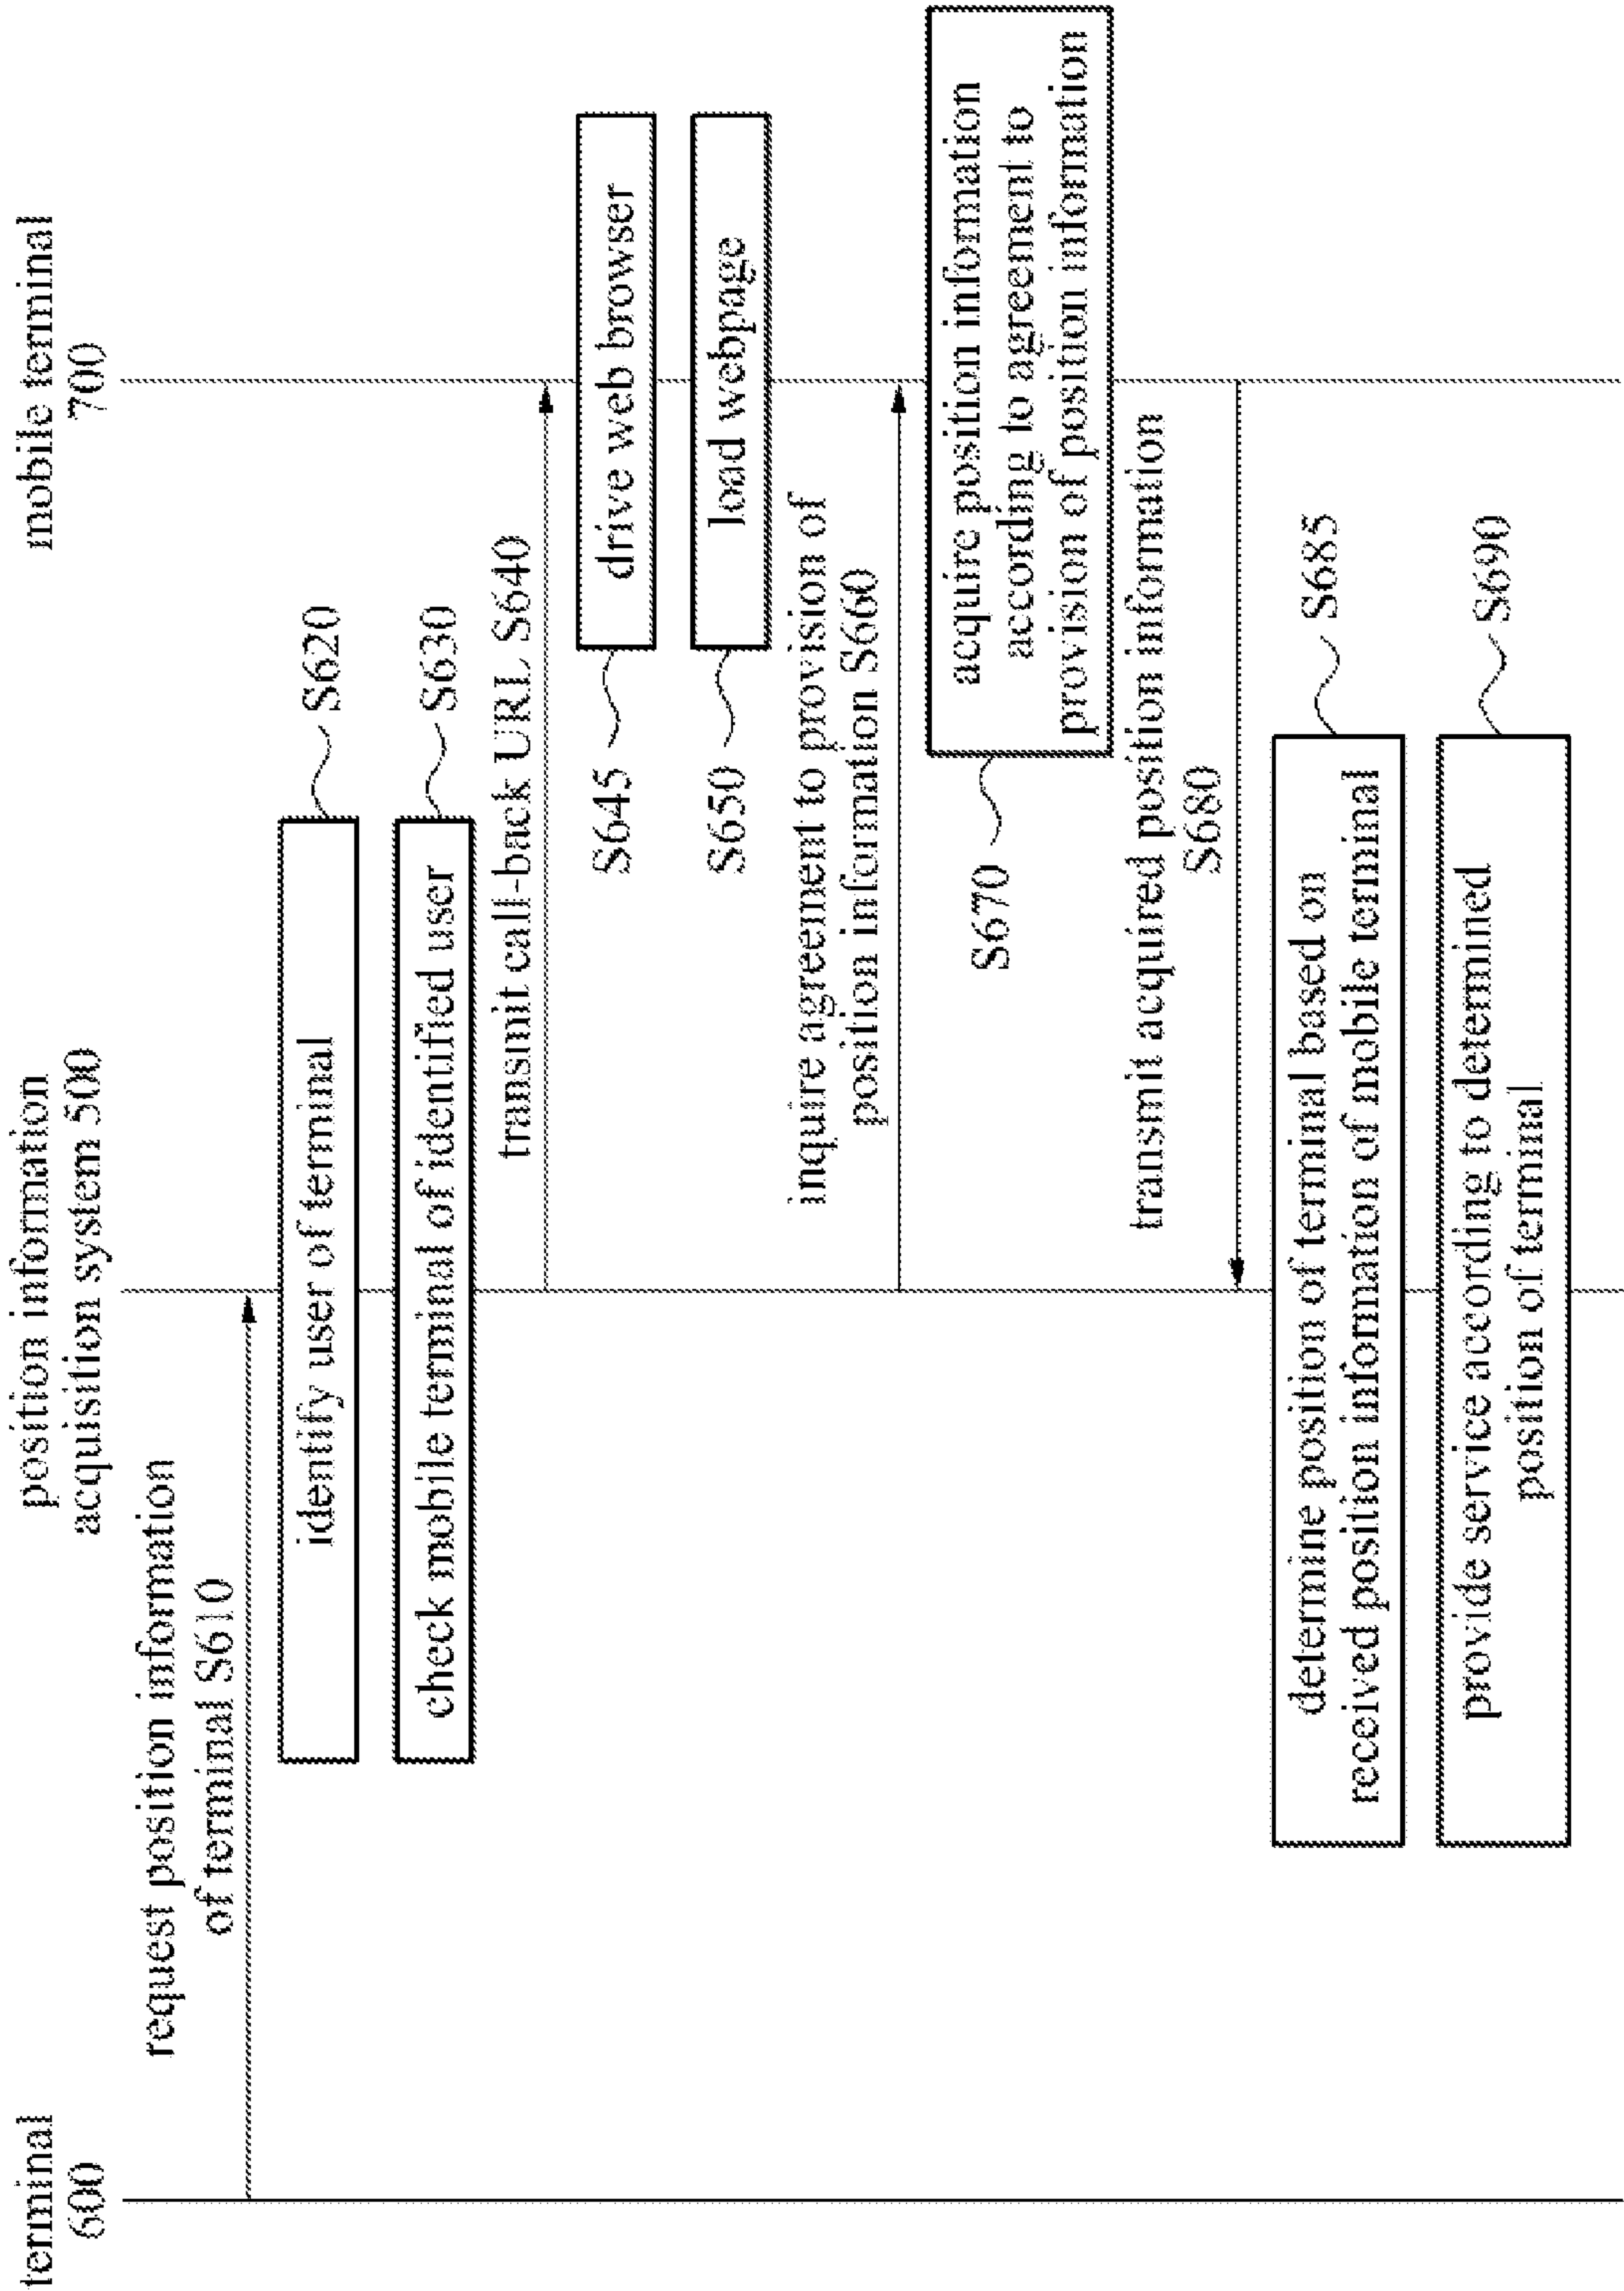 terminal
600
position information
acquisition system 500
mobile terminal
700
request position information
of terminal S610
identify user of terminal
S620
check mobile terminal of identified user
S630
transmit call-back URL S640
S645
drive web browser
S650
load webpage
inquire agreement to provision of
position information S660
S670
acquire position information
according to agreement to
provision of position information
transmit acquired position information
S680
determine position of terminal based on
received position information of mobile terminal
S685
provide service according to determined
position of terminal
S690